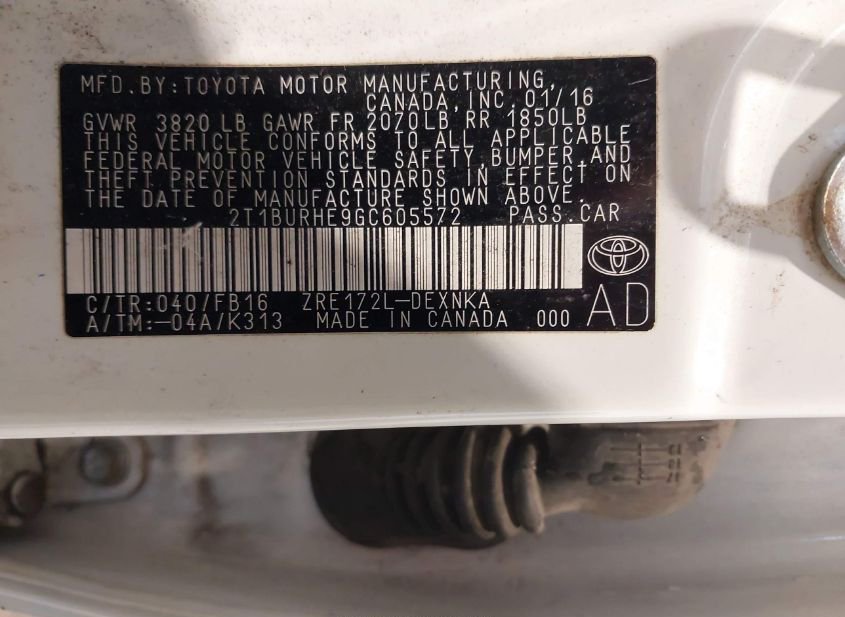 MFD.BY:TOYOTA MOTOR MANUFACTURING,
CANADA,INC.01/16
GVWR 3820LB GAWR FR 2070LB,RR 1850LB
THIS VEHICLE CONFORMS TO ALL APPLICABLE
FEDERAL MOTOR VEHICLE SAFETY,BUMPER,AND
THEFT PREVENTION STANDARDS IN EFFECT ON
THE DATE OF MANUFACTURE SHOWN ABOVE.
2T1BURHE9GC605572 PASS.CAR
C/TR:040/FB16 ZRE172L-DEXNKA
A/TM:-04A/K313 MADE IN CANADA 000 AD